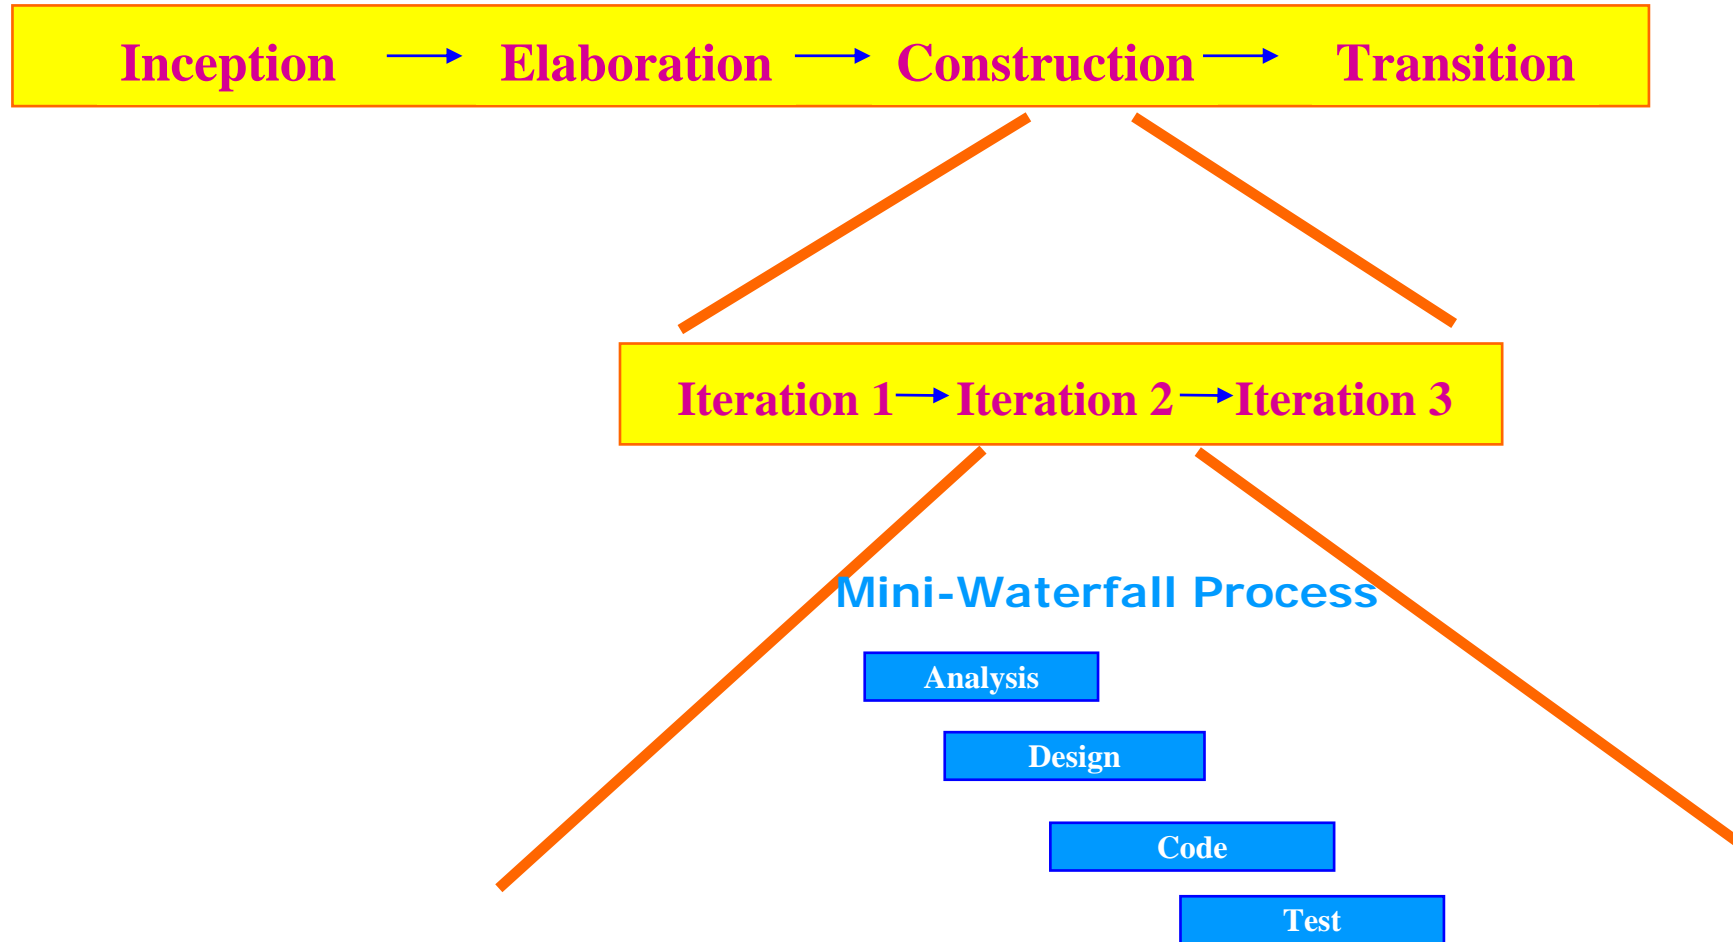 Inception Elaboration Construction Transition
Iteration 1 Iteration 2 Iteration 3
Mini-Waterfall Process
Analysis
Design
Code
Test